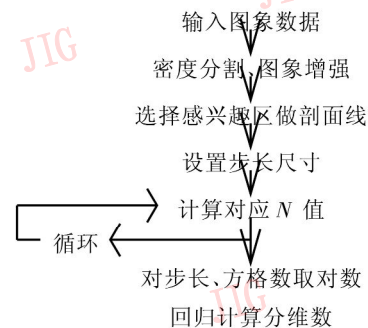 输入图象数据
密度分割、图象增强
选择感兴趣区做剖面线
设置步长尺寸
计算对应 N 值
循环
对步长、方格数取对数
回归计算分维数
JIG
JIG